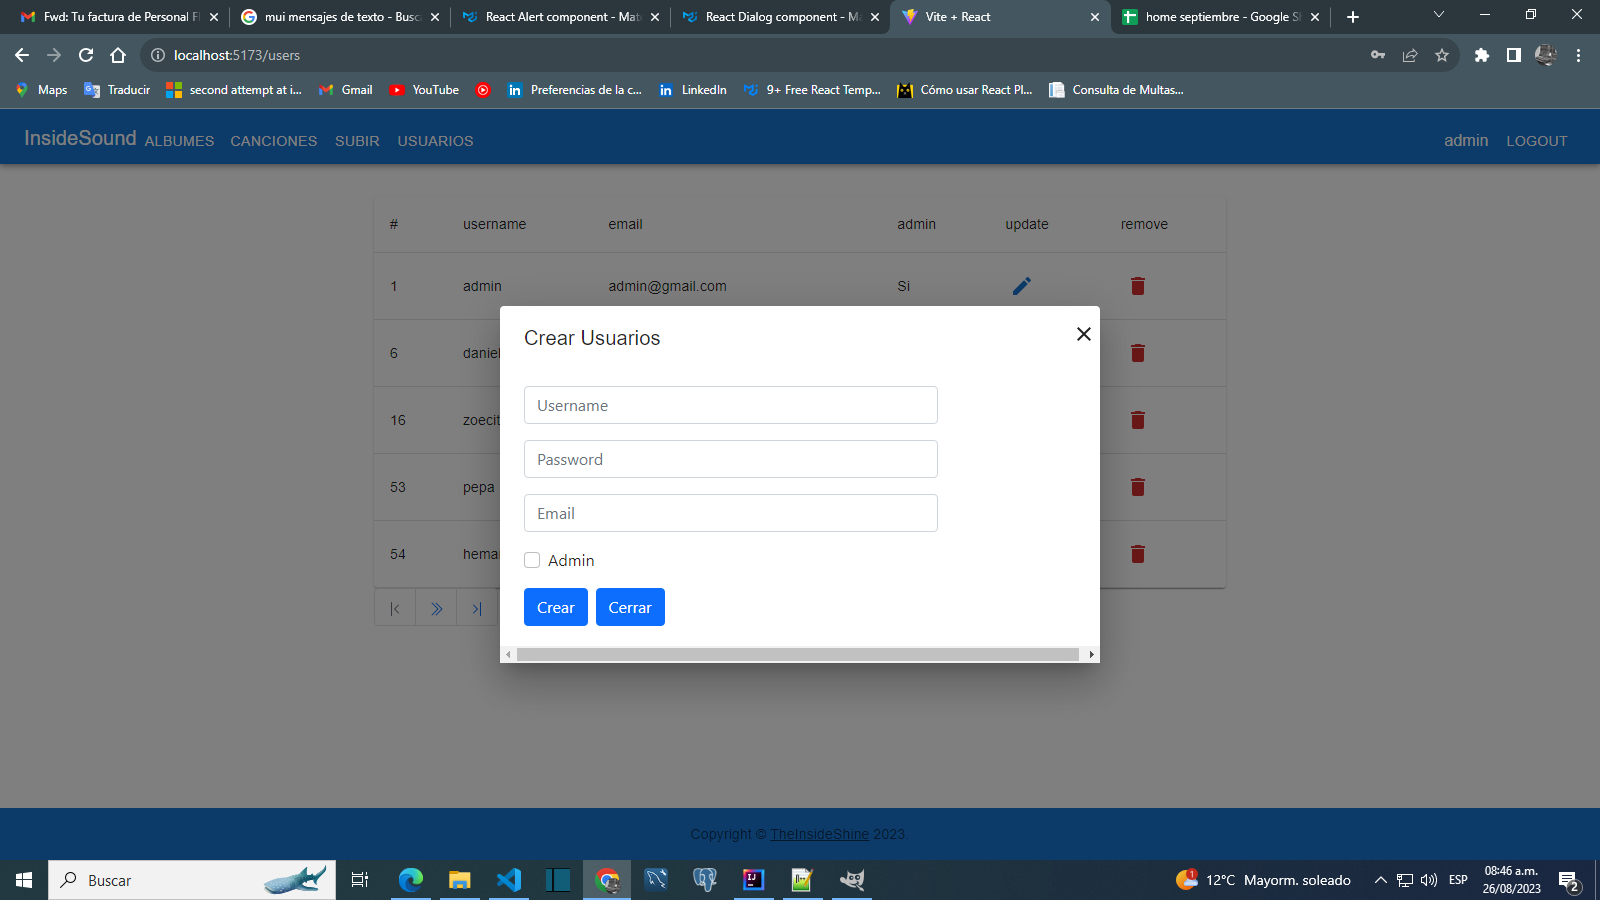 Fwd: Tu factura de Personal Fl
mui mensajes de texto - Busc
React Alert component - Mate
React Dialog component - Ma
Vite + React
home septiembre - Google Sh
localhost:5173/users
Maps
Traducir
second attempt at i...
Gmail
YouTube
Preferencias de la c...
LinkedIn
9+ Free React Temp...
Cómo usar React Pl...
Consulta de Multas...
InsideSound ALBUMES CANCIONES SUBIR USUARIOS admin LOGOUT
# username email admin update remove
1 admin admin@gmail.com Si
6 daniel
16 zoecit
53 pepa
54 hema
Crear Usuarios
Username
Password
Email
Admin
Crear Cerrar
Copyright © TheInsideShine 2023.
Buscar
1
12°C Mayorm. soleado
ESP
08:46 a.m.
26/08/2023
2